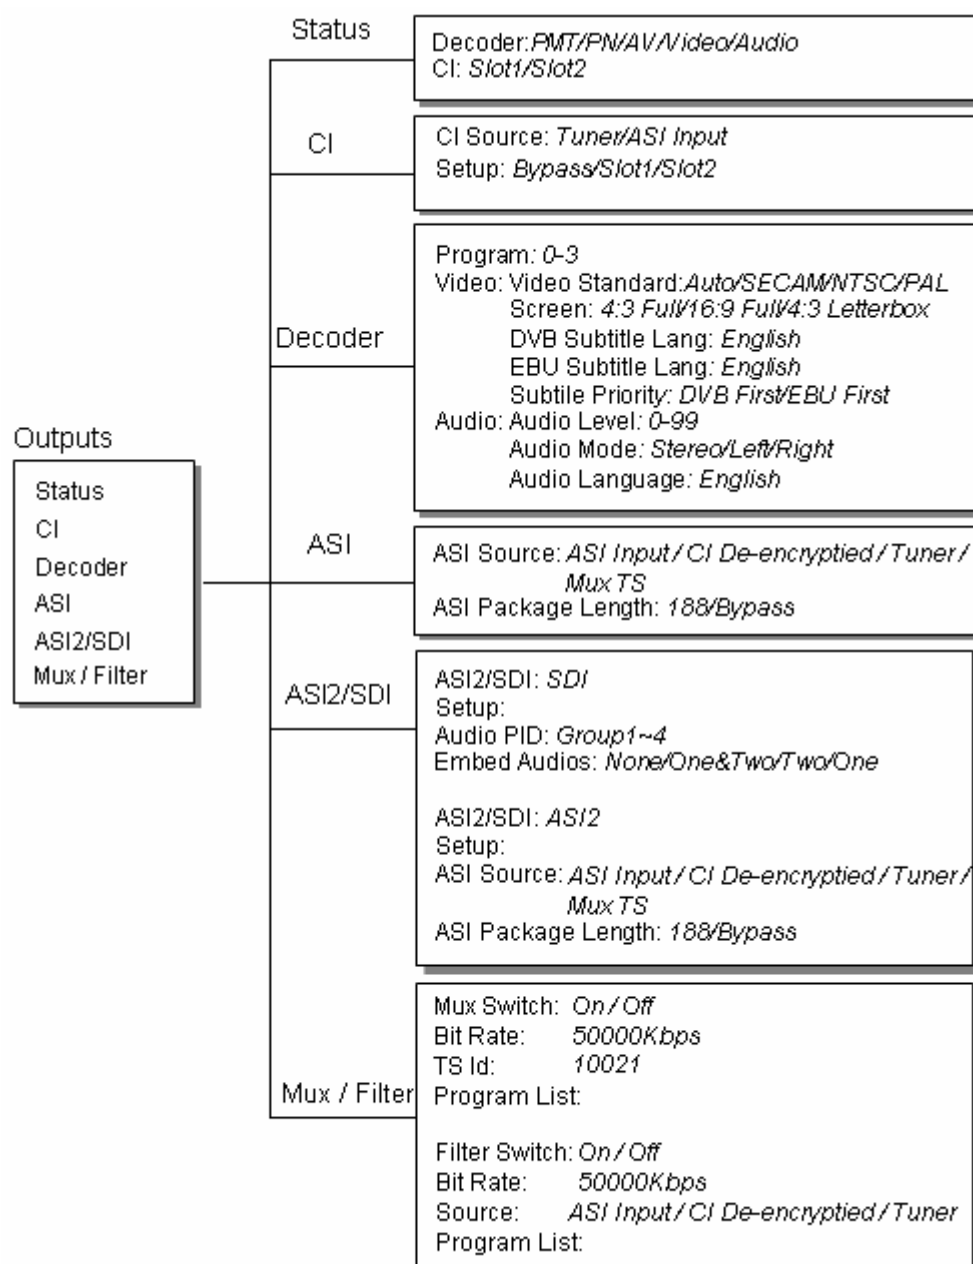 Status
Decoder:PMT/PN/AV/Video/Audio
CI: Slot1/Slot2
CI
CI Source: Tuner/ASI Input
Setup: Bypass/Slot1/Slot2
Decoder
Program: 0-3
Video: Video Standard:Auto/SECAM/NTSC/PAL
Screen: 4:3 Full/16:9 Full/4:3 Letterbox
DVB Subtitle Lang: English
EBU Subtitle Lang: English
Subtile Priority: DVB First/EBU First
Audio: Audio Level: 0-99
Audio Mode: Stereo/Left/Right
Audio Language: English
Outputs
Status
CI
Decoder
ASI
ASI2/SDI
Mux / Filter
ASI
ASI Source: ASI Input / CI De-encryptied / Tuner /
Mux TS
ASI Package Length: 188/Bypass
ASI2/SDI
ASI2/SDI: SDI
Setup:
Audio PID: Group1~4
Embed Audios: None/One&Two/Two/One
ASI2/SDI: ASI2
Setup:
ASI Source: ASI Input / CI De-encryptied / Tuner /
Mux TS
ASI Package Length: 188/Bypass
Mux / Filter
Mux Switch: On / Off
Bit Rate: 50000Kbps
TS Id: 10021
Program List:
Filter Switch: On / Off
Bit Rate: 50000Kbps
Source: ASI Input / CI De-encryptied / Tuner
Program List: